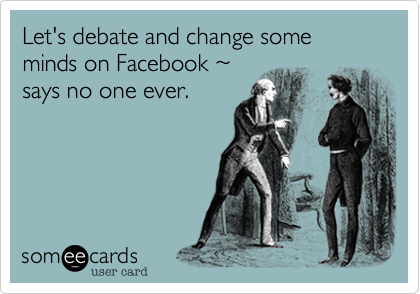 Let's debate and change some
minds on Facebook ~
says no one ever.
someecards
user card